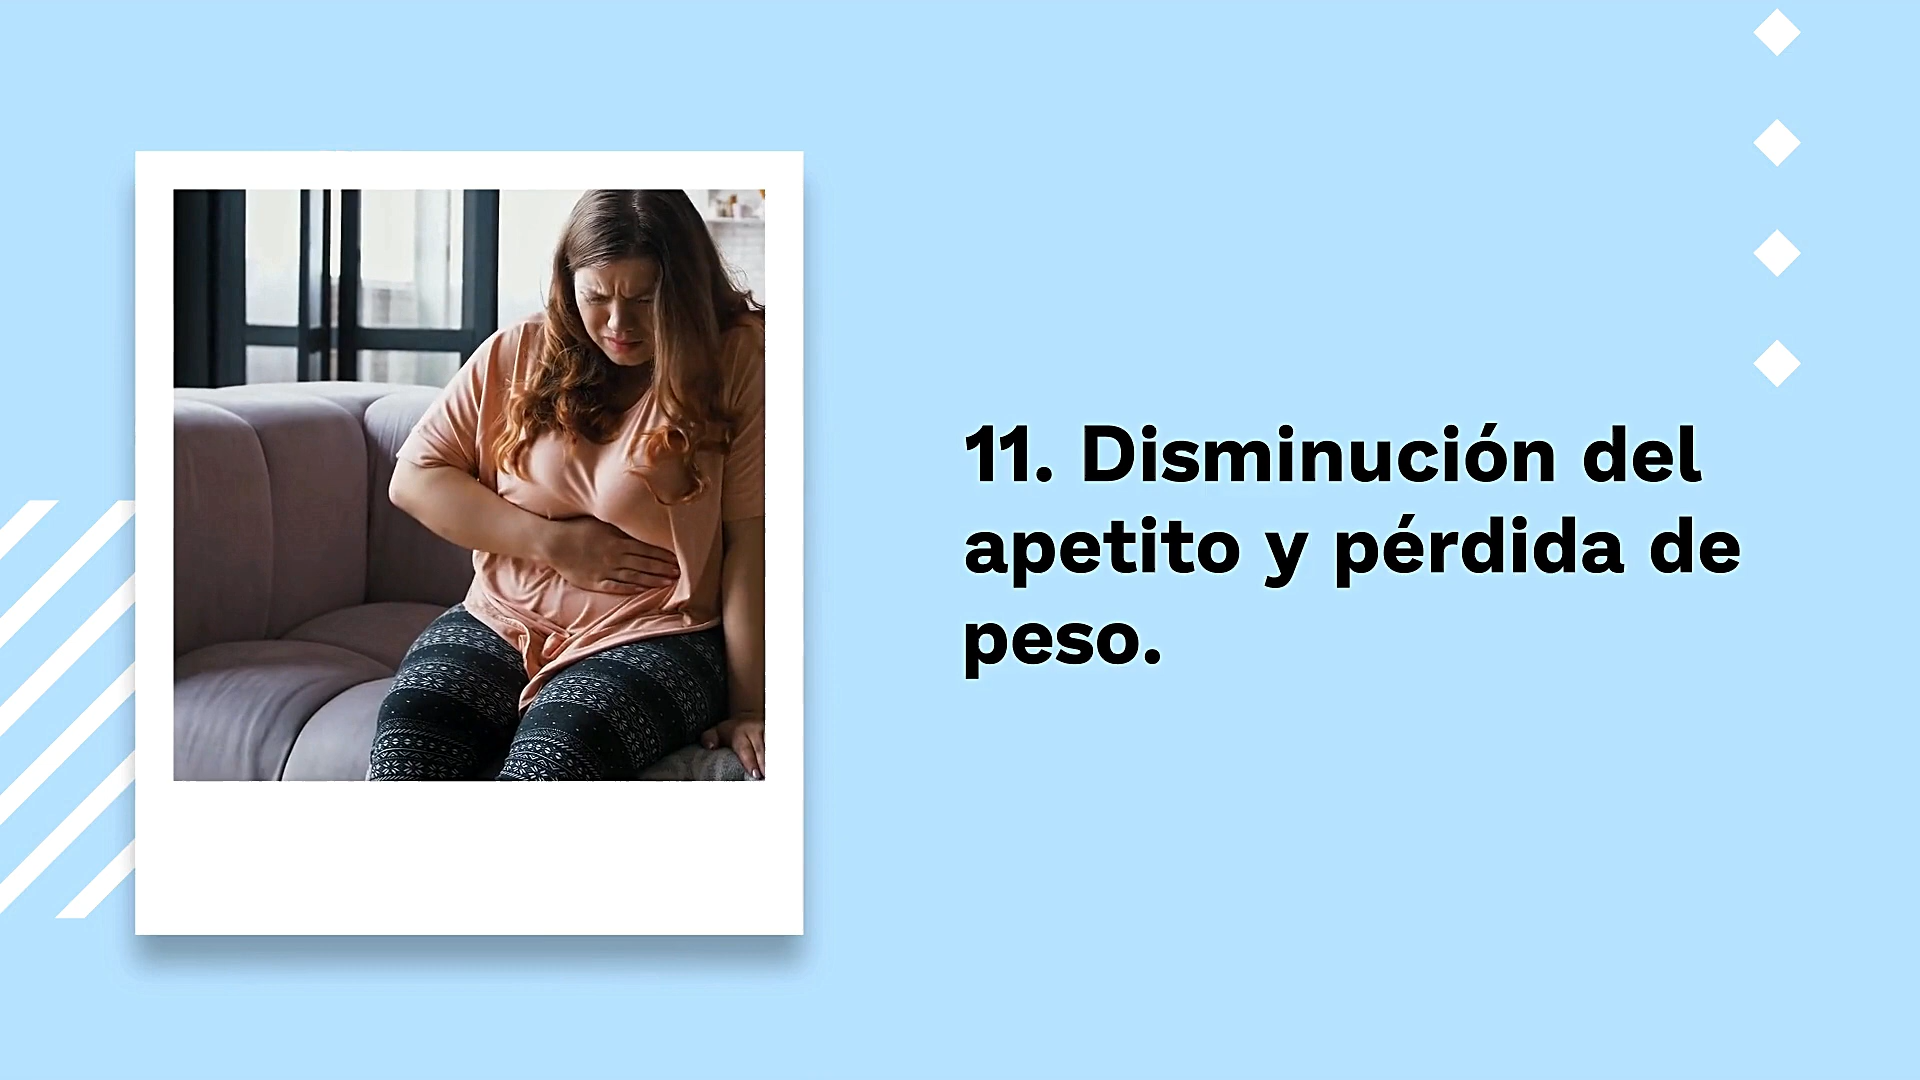 11. Disminución del
apetito y pérdida de
peso.